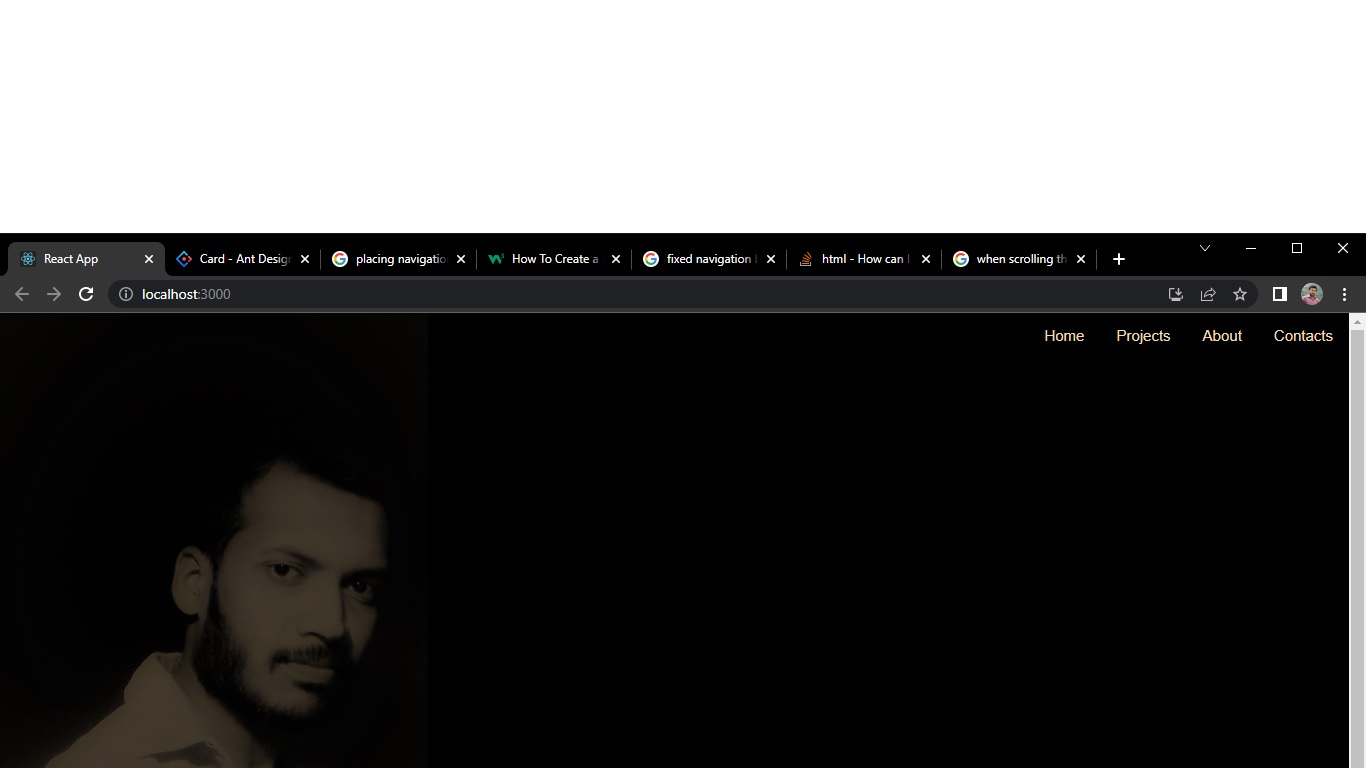 React App
Card - Ant Design
placing navigatio
How To Create a
fixed navigation
html - How can I
when scrolling th
localhost:3000
Home Projects About Contacts